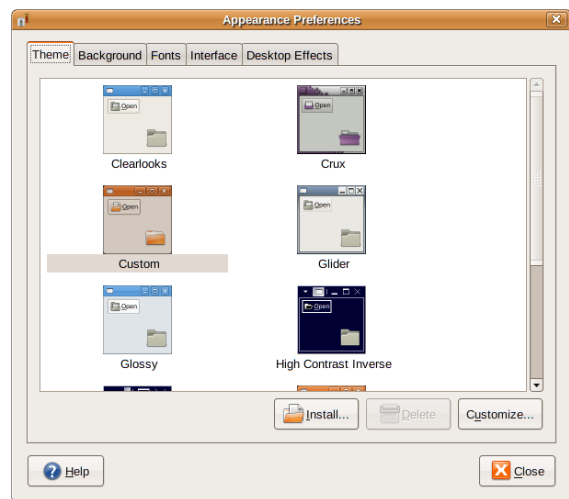 Appearance Preferences
Theme Background Fonts Interface Desktop Effects
Open Open
Clearlooks Crux
Open Open
Custom Glider
Open Open
Glossy High Contrast Inverse
Install... Delete Customize...
Help Close